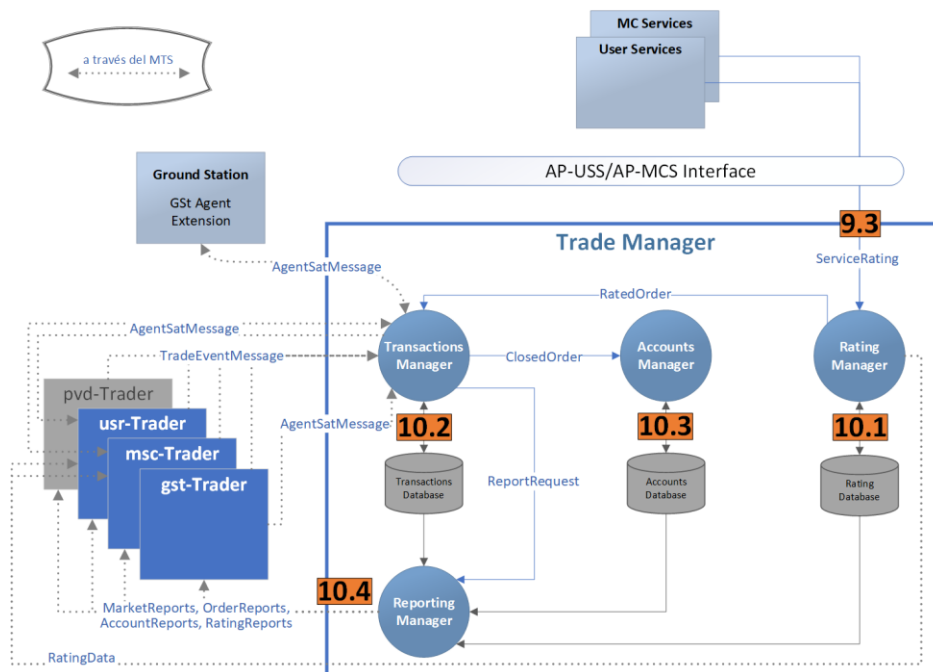 MC Services
User Services
a través del MTS
AP-USS/AP-MCS Interface
Ground Station
GSt Agent
Extension
9.3
Trade Manager
ServiceRating
AgentSatMessage
RatedOrder
AgentSatMessage
TradeEventMessage
Transactions
Manager
ClosedOrder
Accounts
Manager
Rating
Manager
pvd-Trader
usr-Trader
AgentSatMessage
10.2
10.3
10.1
msc-Trader
gst-Trader
Transactions
Database
ReportRequest
Accounts
Database
Rating
Database
10.4
MarketReports, OrderReports,
AccountReports, RatingReports
Reporting
Manager
RatingData